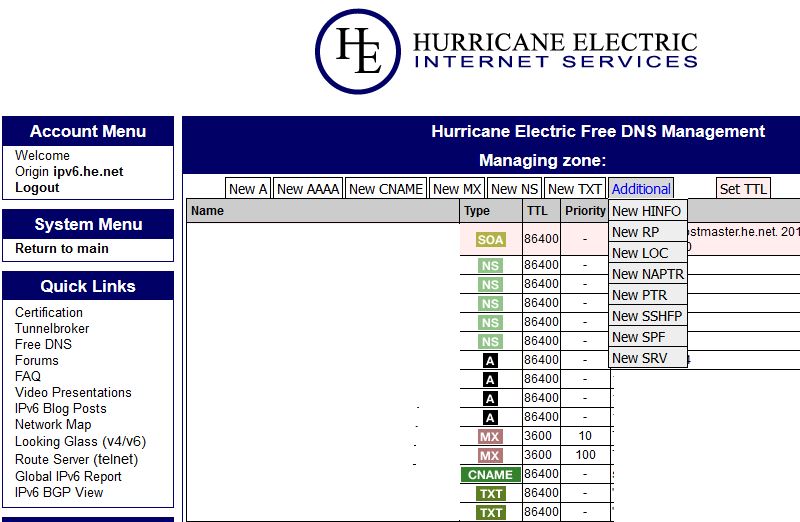 HE HURRICANE ELECTRIC
INTERNET SERVICES
Account Menu
Welcome
Origin ipv6.he.net
Logout
System Menu
Return to main
Quick Links
Certification
Tunnelbroker
Free DNS
Forums
FAQ
Video Presentations
IPv6 Blog Posts
Network Map
Looking Glass (v4/v6)
Route Server (telnet)
Global IPv6 Report
IPv6 BGP View
Hurricane Electric Free DNS Management
Managing zone:
New A New AAAA New CNAME New MX New NS New TXT Additional Set TTL
Name Type TTL Priority
New HINFO
New RP
New LOC
New NAPTR
New PTR
New SSHFP
New SPF
New SRV
SOA 86400 - ostmaster.he.net. 201
0
NS 86400 -
NS 86400 -
NS 86400 -
NS 86400 -
NS 86400 -
A 86400 - 4
A 86400 -
A 86400 -
A 86400 -
MX 3600 10
MX 3600 100
CNAME 86400 -
TXT 86400 -
TXT 86400 -